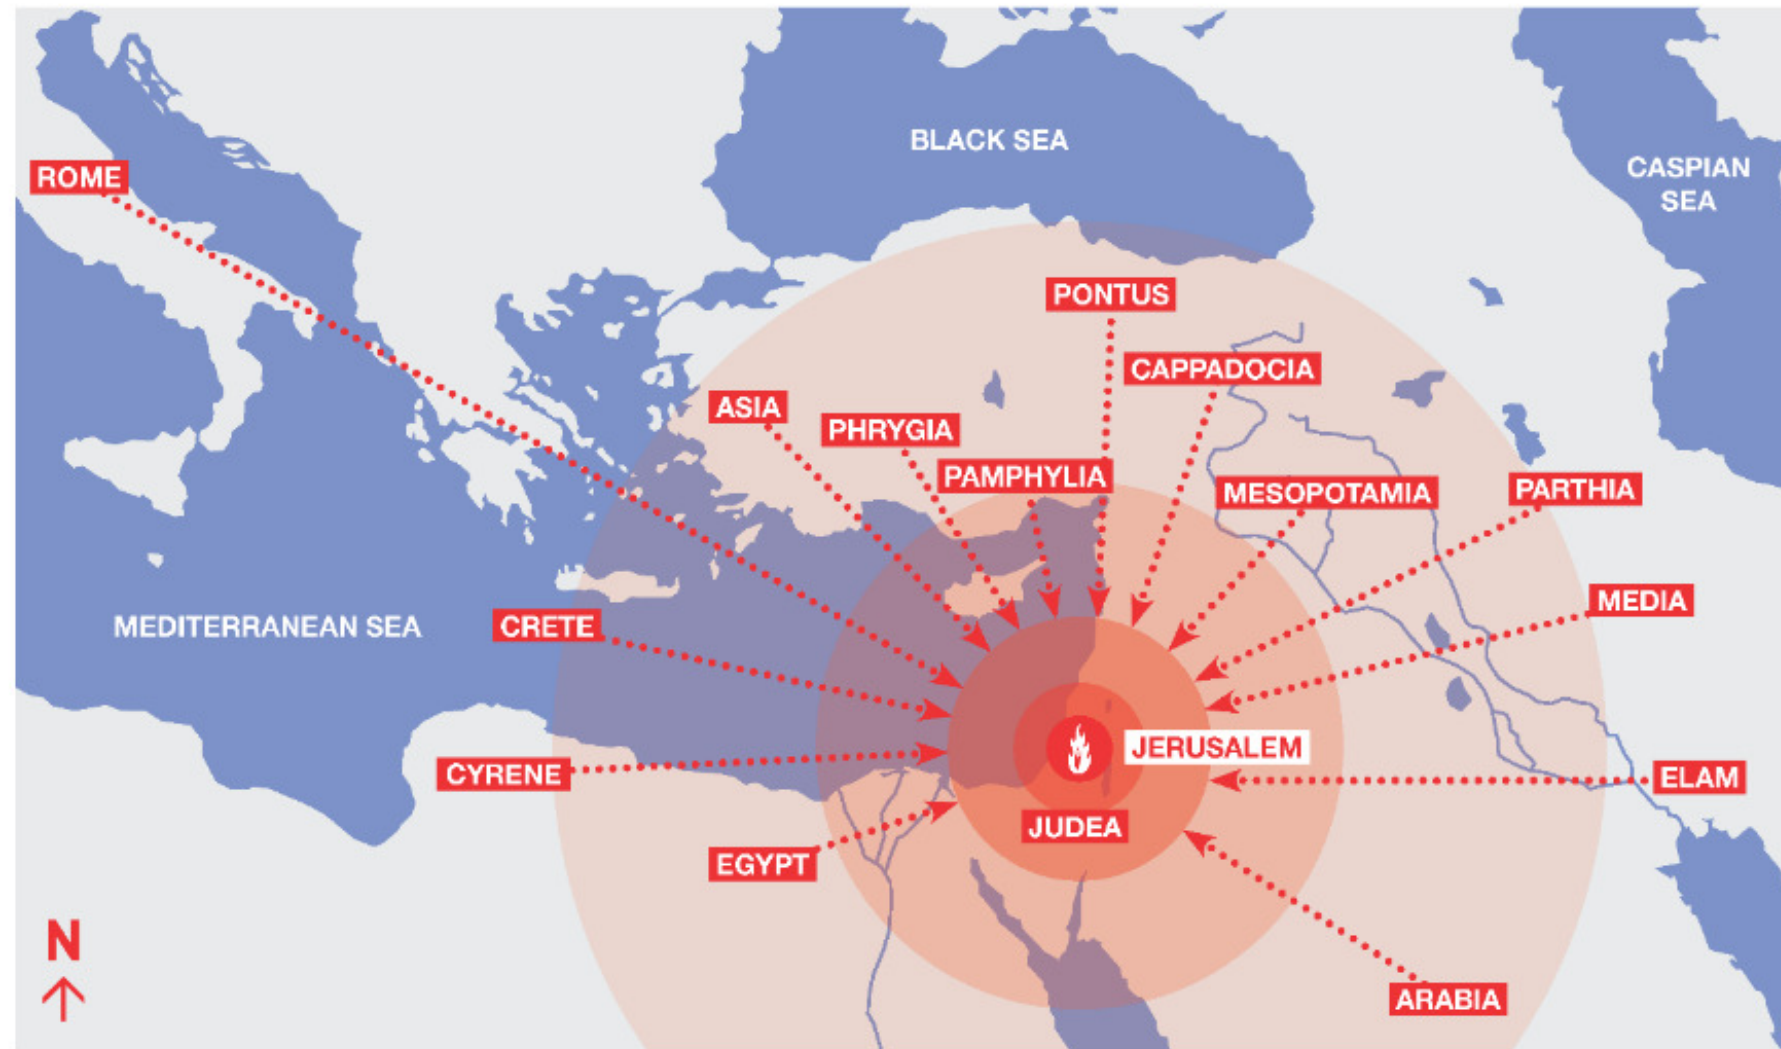 BLACK SEA
CASPIAN
SEA
ROME
PONTUS
CAPPADOCIA
ASIA
PHRYGIA
PAMPHYLIA
MESOPOTAMIA
PARTHIA
MEDIA
MEDITERRANEAN SEA
CRETE
JERUSALEM
CYRENE
ELAM
JUDEA
EGYPT
N
ARABIA